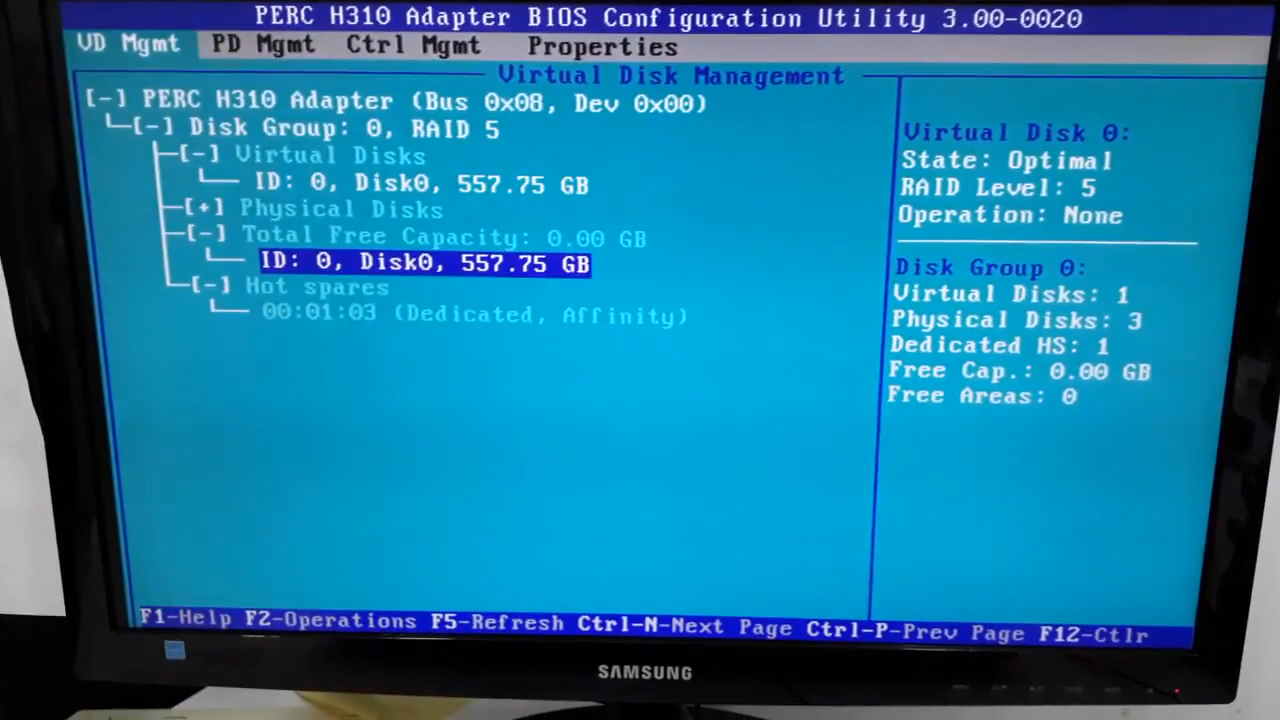 PERC H310 Adapter BIOS Configuration Utility 3.00-0020
VD Mgmt PD Mgmt Ctrl Mgmt Properties
Virtual Disk Management
[-] PERC H310 Adapter (Bus 0x08, Dev 0x00)
[-] Disk Group: 0, RAID 5
[-] Virtual Disks
ID: 0, Disk0, 557.75 GB
[+] Physical Disks
[-] Total Free Capacity: 0.00 GB
ID: 0, Disk0, 557.75 GB
[-] Hot spares
00:01:03 (Dedicated, Affinity)
Virtual Disk 0:
State: Optimal
RAID Level: 5
Operation: None
Disk Group 0:
Virtual Disks: 1
Physical Disks: 3
Dedicated HS: 1
Free Cap.: 0.00 GB
Free Areas: 0
F1-Help F2-Operations F5-Refresh Ctrl-N-Next Page Ctrl-P-Prev Page F12-Ctlr
SAMSUNG